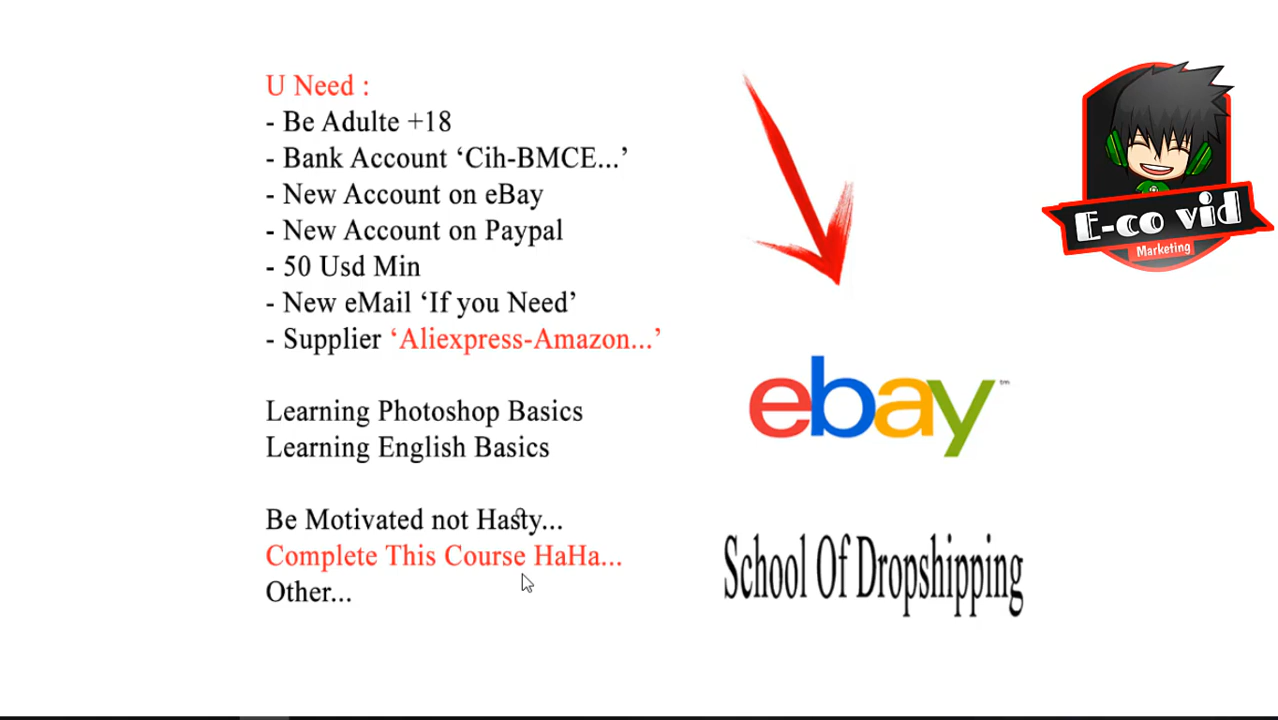 U Need :
- Be Adulte +18
- Bank Account ‘Cih-BMCE...’
- New Account on eBay
- New Account on Paypal
- 50 Usd Min
- New eMail ‘If you Need’
- Supplier ‘Aliexpress-Amazon...’
Learning Photoshop Basics
Learning English Basics
Be Motivated not Hasty...
Complete This Course HaHa...
Other...
E-co vid
Marketing
ebay™
School Of Dropshipping